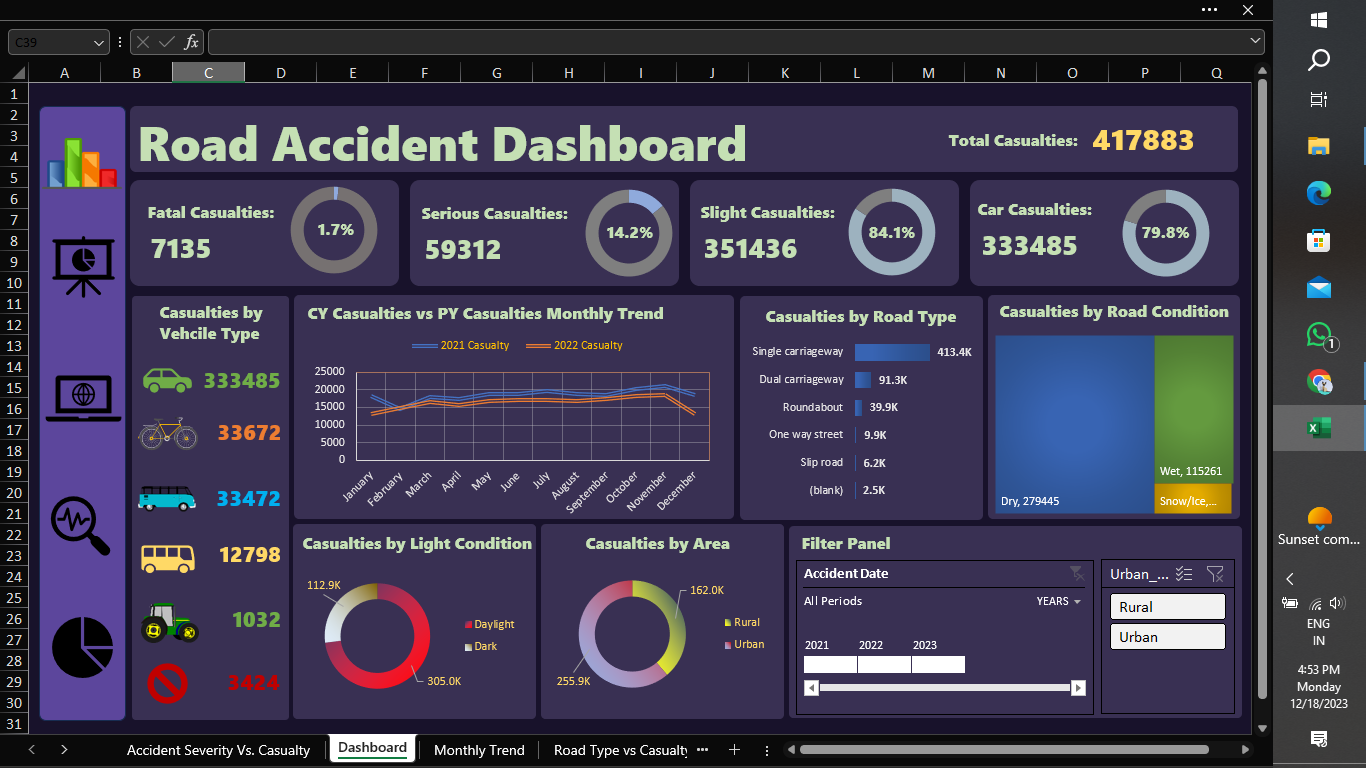 C39
fx
A B C D E F G H I J K L M N O P Q
1
2
3
4
5
6
7
8
9
10
11
12
13
14
15
16
17
18
19
20
21
22
23
24
25
26
27
28
29
30
31
Road Accident Dashboard
Total Casualties: 417883
Fatal Casualties:
7135
1.7%
Serious Casualties:
59312
14.2%
Slight Casualties:
351436
84.1%
Car Casualties:
333485
79.8%
Casualties by
Vehcile Type
333485
33672
33472
12798
1032
3424
CY Casualties vs PY Casualties Monthly Trend
2021 Casualty 2022 Casualty
25000
20000
15000
10000
5000
0
January February March April May June July August September October November December
Casualties by Road Type
Single carriageway 413.4K
Dual carriageway 91.3K
Roundabout 39.9K
One way street 9.9K
Slip road 6.2K
(blank) 2.5K
Casualties by Road Condition
Dry, 279445
Wet, 115261
Snow/Ice,...
Casualties by Light Condition
112.9K
305.0K
Daylight
Dark
Casualties by Area
162.0K
255.9K
Rural
Urban
Filter Panel
Accident Date
All Periods YEARS
2021 2022 2023
Urban_...
Rural
Urban
Accident Severity Vs. Casualty Dashboard Monthly Trend Road Type vs Casualty ...
1
Sunset com...
ENG
IN
4:53 PM
Monday
12/18/2023